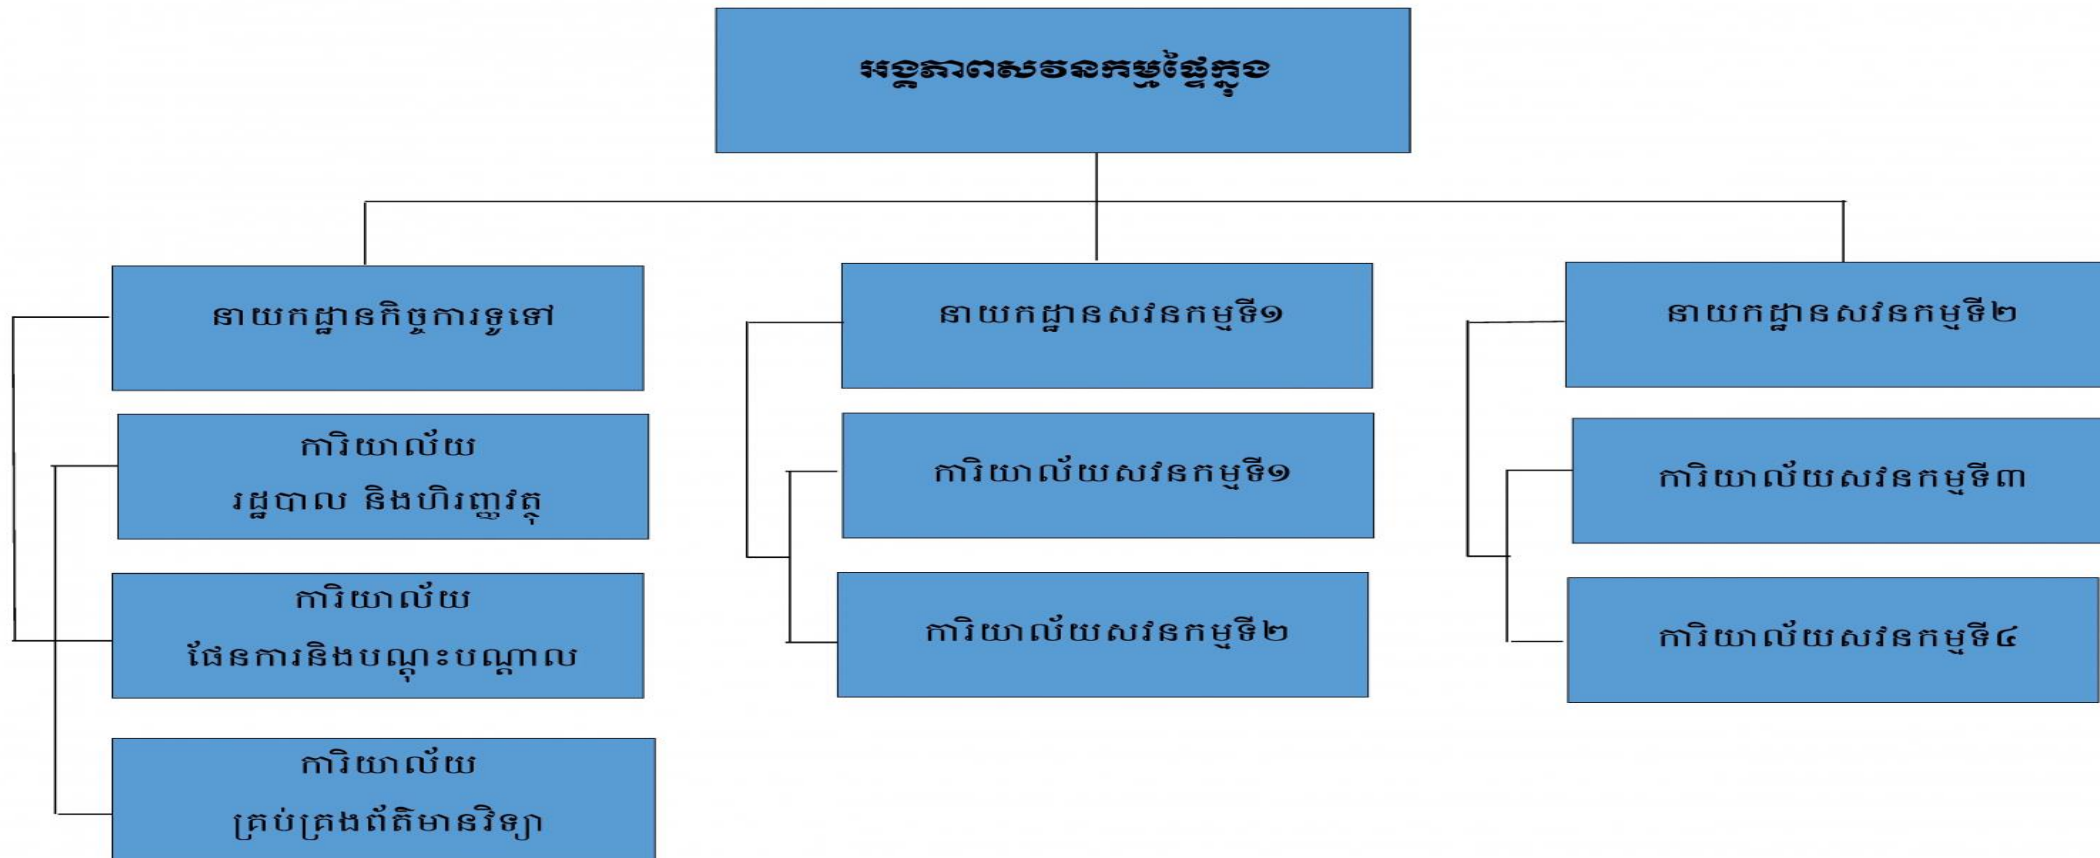 អង្គភាពសវនកម្មផ្ទៃក្នុង
នាយកដ្ឋានកិច្ចការទូទៅ
នាយកដ្ឋានសវនកម្មទី១
នាយកដ្ឋានសវនកម្មទី២
ការិយាល័យ
រដ្ឋបាល និងហិរញ្ញវត្ថុ
ការិយាល័យសវនកម្មទី១
ការិយាល័យសវនកម្មទី៣
ការិយាល័យ
ផែនការនិងបណ្តុះបណ្តាល
ការិយាល័យសវនកម្មទី២
ការិយាល័យសវនកម្មទី៤
ការិយាល័យ
គ្រប់គ្រងព័ត៌មានវិទ្យា